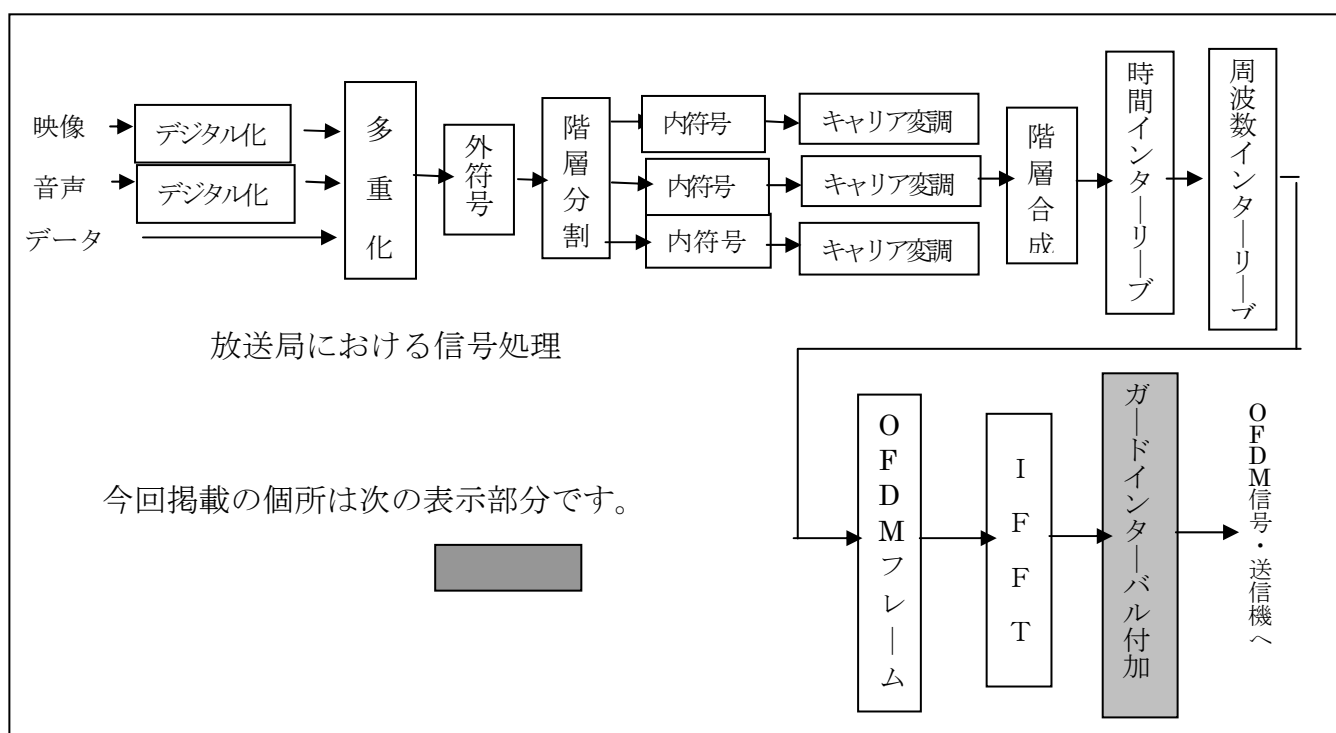 映像
デジタル化
音声
デジタル化
データ
多重化
外符号
階層分割
内符号
内符号
内符号
キャリア変調
キャリア変調
キャリア変調
階層合成
時間インターリーブ
周波数インターリーブ
放送局における信号処理
今回掲載の個所は次の表示部分です。
OFDMフレーム
IFFT
ガードインターバル付加
OFDM信号・送信機へ